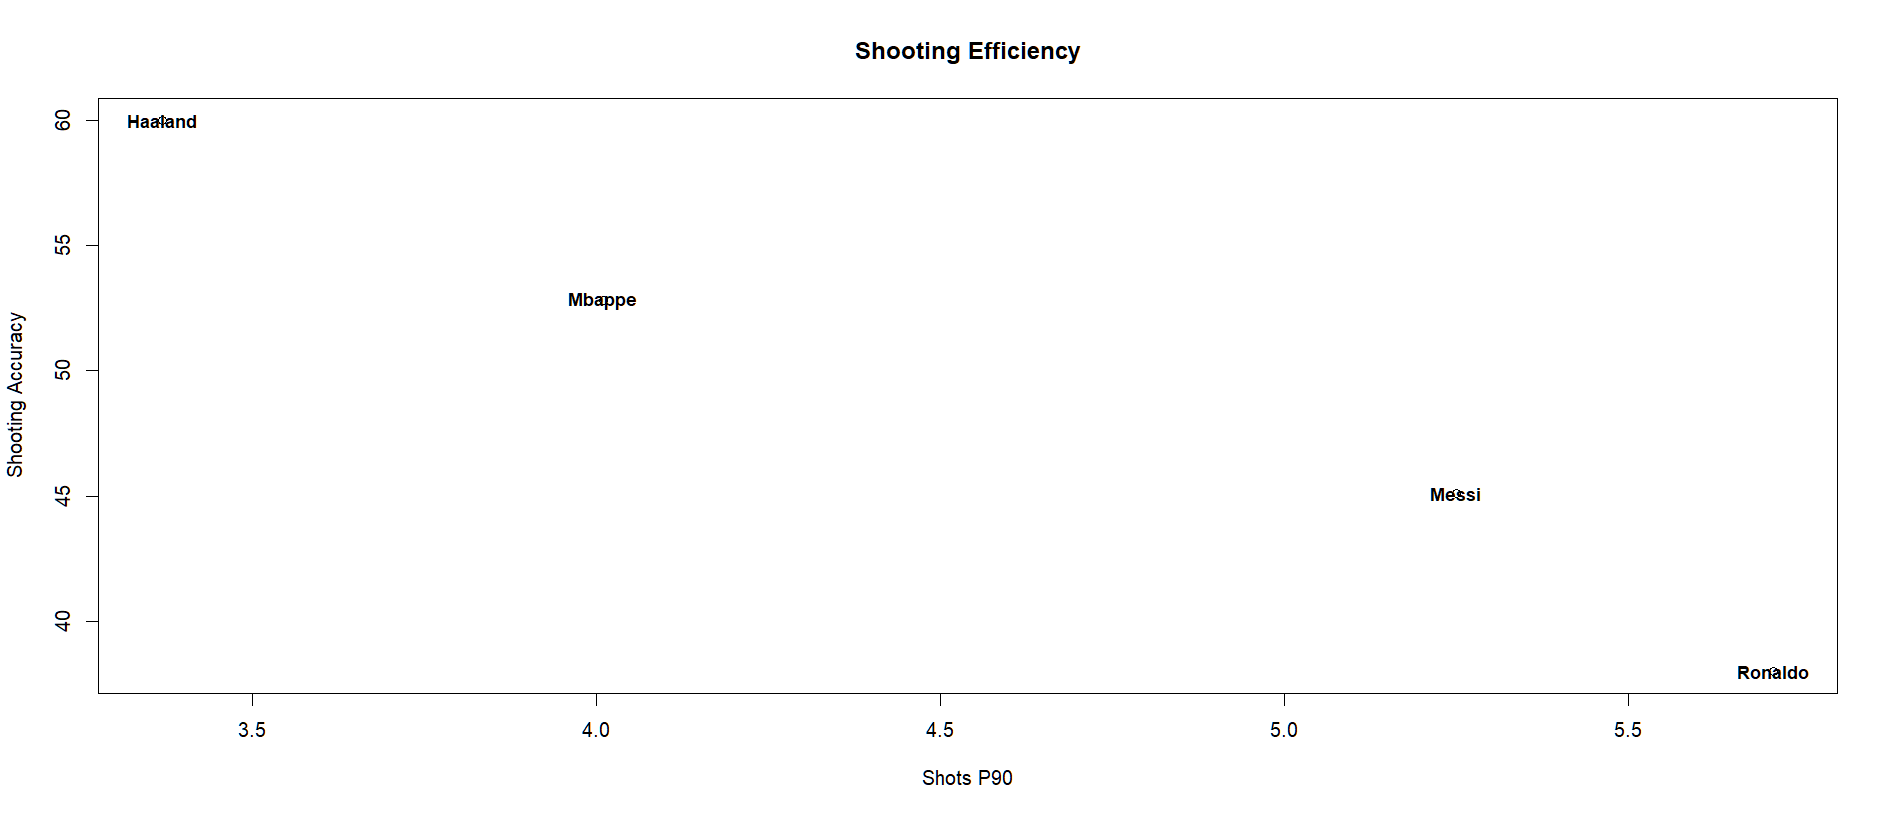 Shooting Efficiency
60
Haaland
55
Mbappe
50
Shooting Accuracy
45
Messi
40
Ronaldo
3.5 4.0 4.5 5.0 5.5
Shots P90